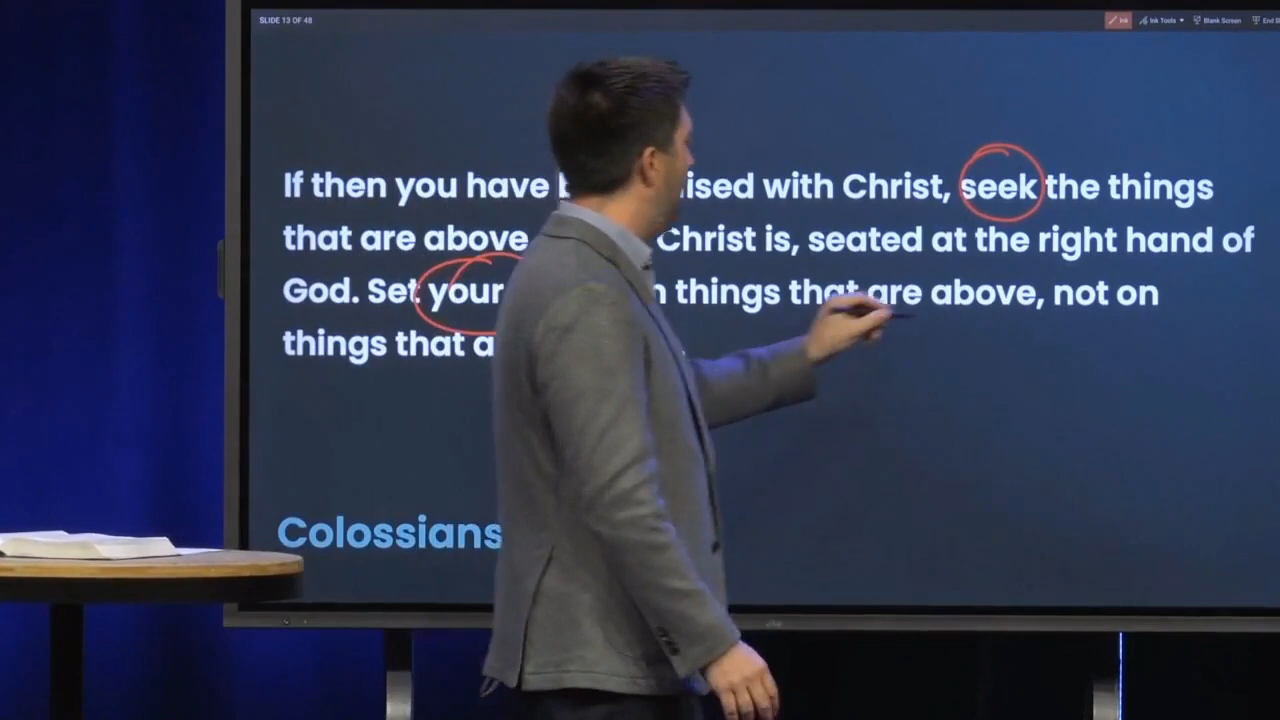 SLIDE 13 OF 48
Ink Ink Tools Blank Screen End
If then you have ised with Christ, seek the things
that are above Christ is, seated at the right hand of
God. Set your things that are above, not on
things that
Colossians